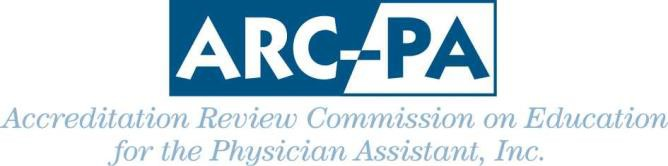 ARC-PA
Accreditation Review Commission on Education
for the Physician Assistant, Inc.